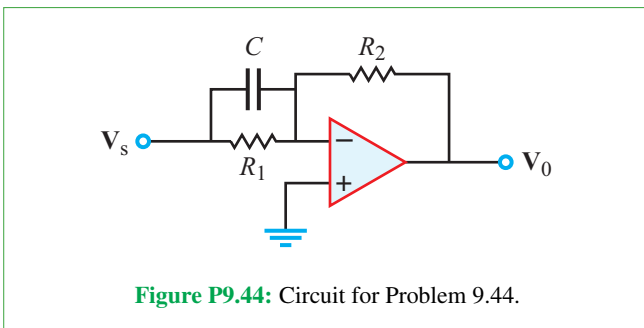 C
R₂
Vₛ
R₁
−
+
V₀
Figure P9.44: Circuit for Problem 9.44.